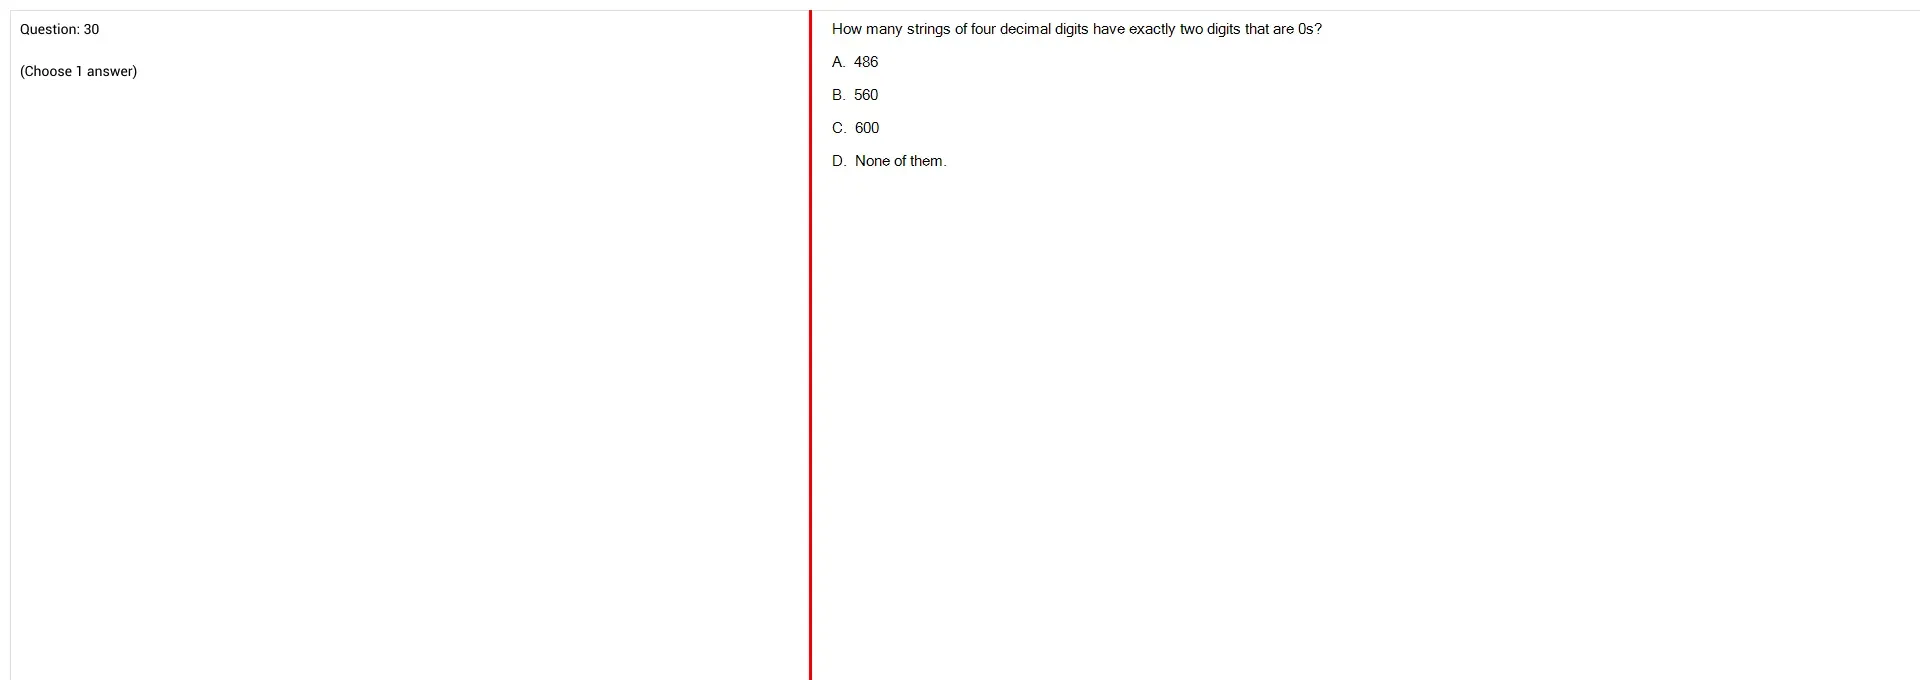 Question: 30
(Choose 1 answer)
How many strings of four decimal digits have exactly two digits that are 0s?
A. 486
B. 560
C. 600
D. None of them.